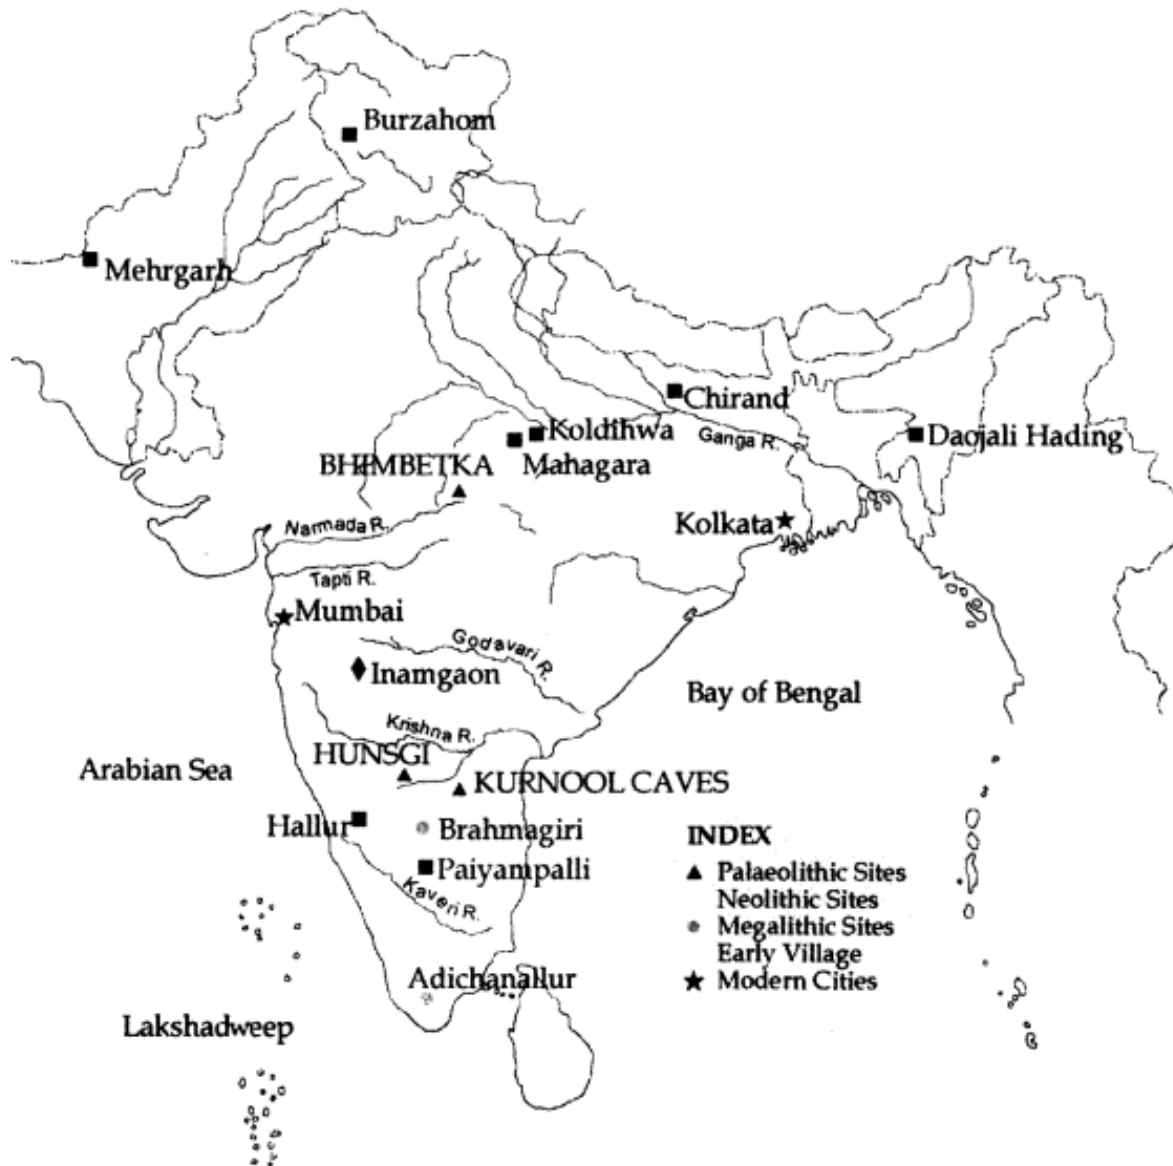 Burzahom
Mehrgarh
Chirand
Koldihwa
Ganga R.
Daojali Hading
BHIMBETKA
Mahagara
Narmada R.
Kolkata
Tapti R.
Mumbai
Godavari R.
Inamgaon
Bay of Bengal
Krishna R.
HUNSGI
Arabian Sea
KURNOOL CAVES
Hallur
Brahmagiri
INDEX
Paiyampalli
Palaeolithic Sites
Kaveri R.
Neolithic Sites
Megalithic Sites
Early Village
Adichanallur
Modern Cities
Lakshadweep